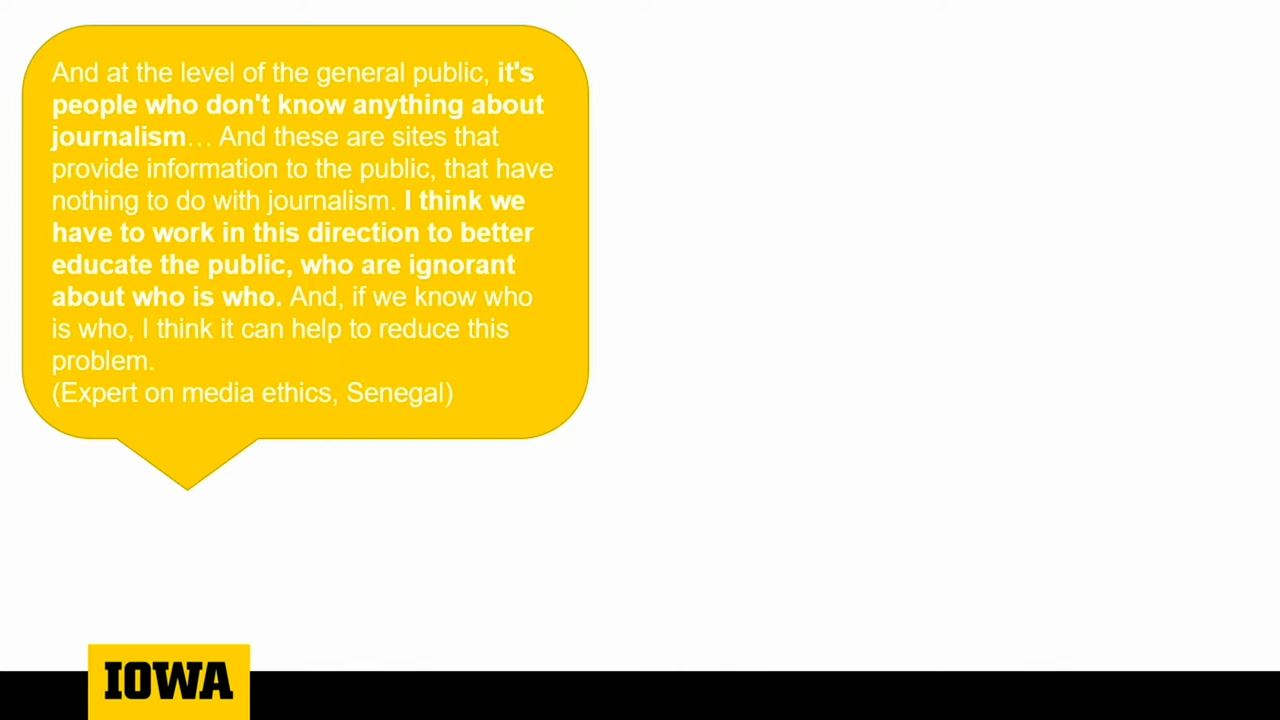 And at the level of the general public, it's
people who don't know anything about
journalism… And these are sites that
provide information to the public, that have
nothing to do with journalism. I think we
have to work in this direction to better
educate the public, who are ignorant
about who is who. And, if we know who
is who, I think it can help to reduce this
problem.
(Expert on media ethics, Senegal)
IOWA